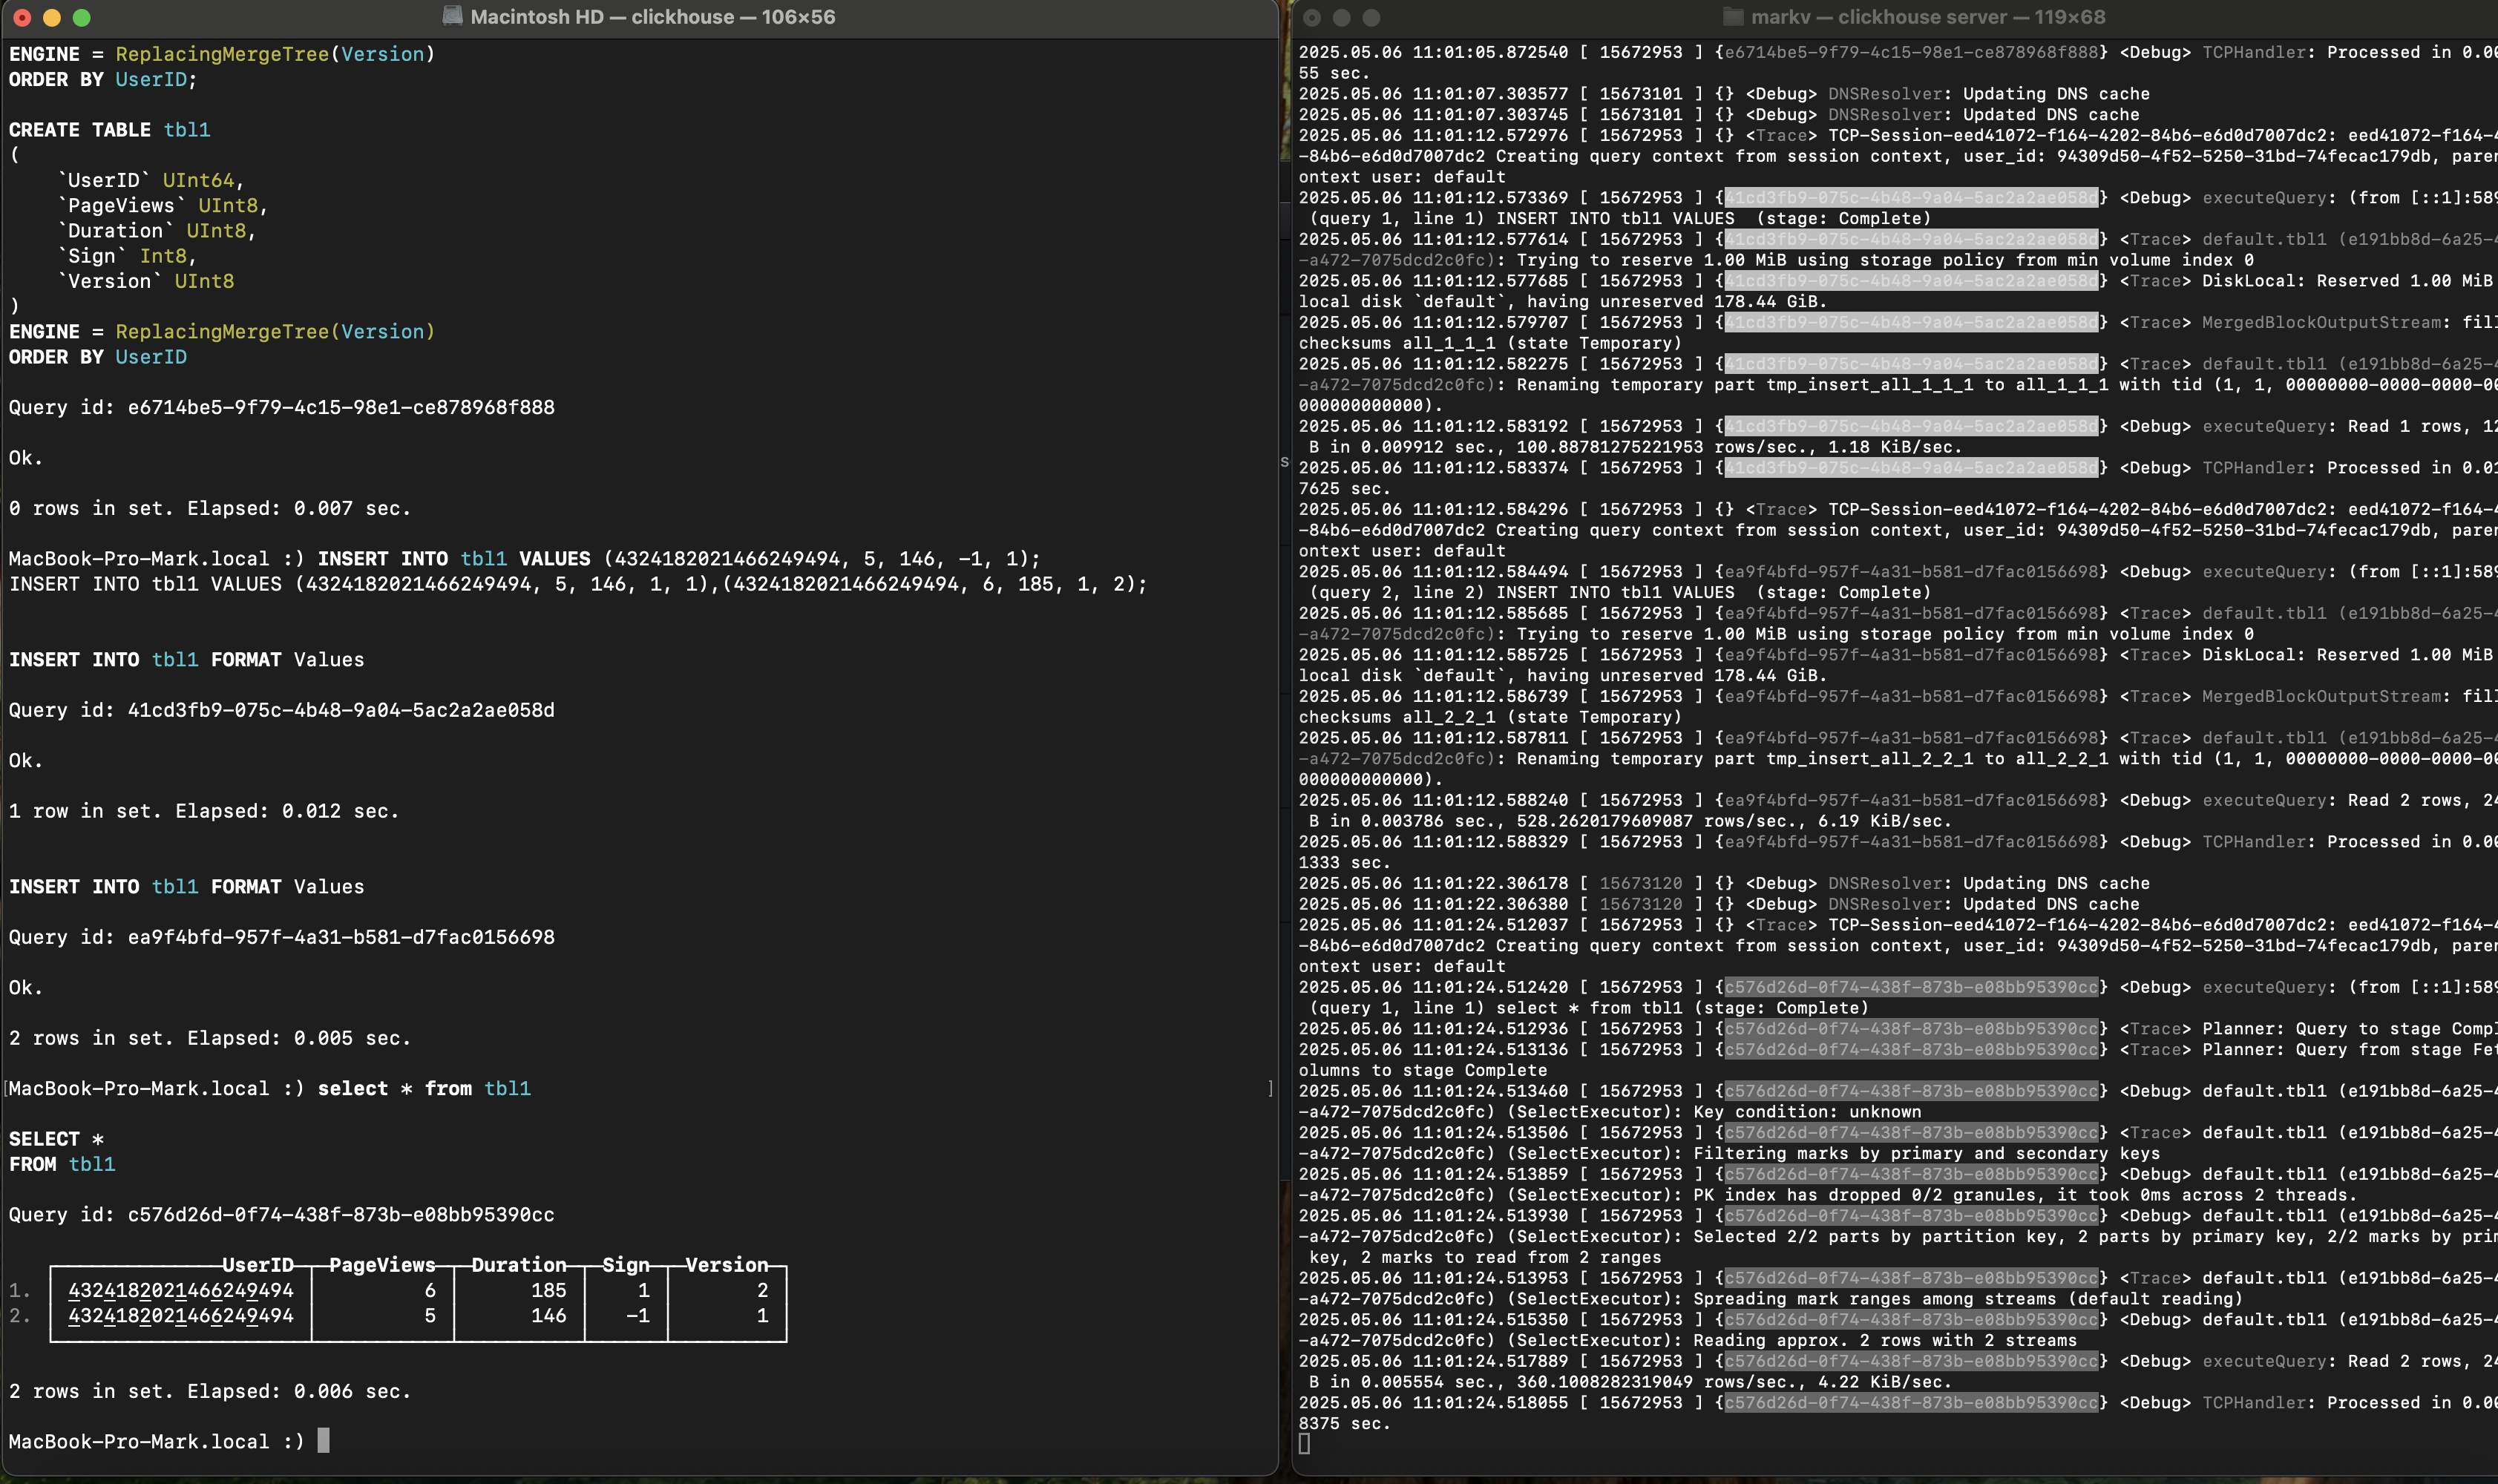 Macintosh HD — clickhouse — 106×56
ENGINE = ReplacingMergeTree(Version)
ORDER BY UserID;
CREATE TABLE tbl1
(
    `UserID` UInt64,
    `PageViews` UInt8,
    `Duration` UInt8,
    `Sign` Int8,
    `Version` UInt8
)
ENGINE = ReplacingMergeTree(Version)
ORDER BY UserID
Query id: e6714be5-9f79-4c15-98e1-ce878968f888
Ok.
0 rows in set. Elapsed: 0.007 sec.
MacBook-Pro-Mark.local :) INSERT INTO tbl1 VALUES (4324182021466249494, 5, 146, -1, 1);
INSERT INTO tbl1 VALUES (4324182021466249494, 5, 146, 1, 1),(4324182021466249494, 6, 185, 1, 2);
INSERT INTO tbl1 FORMAT Values
Query id: 41cd3fb9-075c-4b48-9a04-5ac2a2ae058d
Ok.
1 row in set. Elapsed: 0.012 sec.
INSERT INTO tbl1 FORMAT Values
Query id: ea9f4bfd-957f-4a31-b581-d7fac0156698
Ok.
2 rows in set. Elapsed: 0.005 sec.
[MacBook-Pro-Mark.local :) select * from tbl1 ]
SELECT *
FROM tbl1
Query id: c576d26d-0f74-438f-873b-e08bb95390cc
UserID PageViews Duration Sign Version
1. 4324182021466249494 6 185 1 2
2. 4324182021466249494 5 146 -1 1
2 rows in set. Elapsed: 0.006 sec.
MacBook-Pro-Mark.local :)
markv — clickhouse server — 119×68
2025.05.06 11:01:05.872540 [ 15672953 ] {e6714be5-9f79-4c15-98e1-ce878968f888} <Debug> TCPHandler: Processed in 0.00
55 sec.
2025.05.06 11:01:07.303577 [ 15673101 ] {} <Debug> DNSResolver: Updating DNS cache
2025.05.06 11:01:07.303745 [ 15673101 ] {} <Debug> DNSResolver: Updated DNS cache
2025.05.06 11:01:12.572976 [ 15672953 ] {} <Trace> TCP-Session-eed41072-f164-4202-84b6-e6d0d7007dc2: eed41072-f164-4
-84b6-e6d0d7007dc2 Creating query context from session context, user_id: 94309d50-4f52-5250-31bd-74fecac179db, paren
ontext user: default
2025.05.06 11:01:12.573369 [ 15672953 ] {41cd3fb9-075c-4b48-9a04-5ac2a2ae058d} <Debug> executeQuery: (from [::1]:589
 (query 1, line 1) INSERT INTO tbl1 VALUES  (stage: Complete)
2025.05.06 11:01:12.577614 [ 15672953 ] {41cd3fb9-075c-4b48-9a04-5ac2a2ae058d} <Trace> default.tbl1 (e191bb8d-6a25-4
-a472-7075dcd2c0fc): Trying to reserve 1.00 MiB using storage policy from min volume index 0
2025.05.06 11:01:12.577685 [ 15672953 ] {41cd3fb9-075c-4b48-9a04-5ac2a2ae058d} <Trace> DiskLocal: Reserved 1.00 MiB
local disk `default`, having unreserved 178.44 GiB.
2025.05.06 11:01:12.579707 [ 15672953 ] {41cd3fb9-075c-4b48-9a04-5ac2a2ae058d} <Trace> MergedBlockOutputStream: fill
checksums all_1_1_1 (state Temporary)
2025.05.06 11:01:12.582275 [ 15672953 ] {41cd3fb9-075c-4b48-9a04-5ac2a2ae058d} <Trace> default.tbl1 (e191bb8d-6a25-4
-a472-7075dcd2c0fc): Renaming temporary part tmp_insert_all_1_1_1 to all_1_1_1 with tid (1, 1, 00000000-0000-0000-00
000000000000).
2025.05.06 11:01:12.583192 [ 15672953 ] {41cd3fb9-075c-4b48-9a04-5ac2a2ae058d} <Debug> executeQuery: Read 1 rows, 12
 B in 0.009912 sec., 100.88781275221953 rows/sec., 1.18 KiB/sec.
2025.05.06 11:01:12.583374 [ 15672953 ] {41cd3fb9-075c-4b48-9a04-5ac2a2ae058d} <Debug> TCPHandler: Processed in 0.01
7625 sec.
2025.05.06 11:01:12.584296 [ 15672953 ] {} <Trace> TCP-Session-eed41072-f164-4202-84b6-e6d0d7007dc2: eed41072-f164-4
-84b6-e6d0d7007dc2 Creating query context from session context, user_id: 94309d50-4f52-5250-31bd-74fecac179db, paren
ontext user: default
2025.05.06 11:01:12.584494 [ 15672953 ] {ea9f4bfd-957f-4a31-b581-d7fac0156698} <Debug> executeQuery: (from [::1]:589
 (query 2, line 2) INSERT INTO tbl1 VALUES  (stage: Complete)
2025.05.06 11:01:12.585685 [ 15672953 ] {ea9f4bfd-957f-4a31-b581-d7fac0156698} <Trace> default.tbl1 (e191bb8d-6a25-4
-a472-7075dcd2c0fc): Trying to reserve 1.00 MiB using storage policy from min volume index 0
2025.05.06 11:01:12.585725 [ 15672953 ] {ea9f4bfd-957f-4a31-b581-d7fac0156698} <Trace> DiskLocal: Reserved 1.00 MiB
local disk `default`, having unreserved 178.44 GiB.
2025.05.06 11:01:12.586739 [ 15672953 ] {ea9f4bfd-957f-4a31-b581-d7fac0156698} <Trace> MergedBlockOutputStream: fill
checksums all_2_2_1 (state Temporary)
2025.05.06 11:01:12.587811 [ 15672953 ] {ea9f4bfd-957f-4a31-b581-d7fac0156698} <Trace> default.tbl1 (e191bb8d-6a25-4
-a472-7075dcd2c0fc): Renaming temporary part tmp_insert_all_2_2_1 to all_2_2_1 with tid (1, 1, 00000000-0000-0000-00
000000000000).
2025.05.06 11:01:12.588240 [ 15672953 ] {ea9f4bfd-957f-4a31-b581-d7fac0156698} <Debug> executeQuery: Read 2 rows, 24
 B in 0.003786 sec., 528.2620179609087 rows/sec., 6.19 KiB/sec.
2025.05.06 11:01:12.588329 [ 15672953 ] {ea9f4bfd-957f-4a31-b581-d7fac0156698} <Debug> TCPHandler: Processed in 0.00
1333 sec.
2025.05.06 11:01:22.306178 [ 15673120 ] {} <Debug> DNSResolver: Updating DNS cache
2025.05.06 11:01:22.306380 [ 15673120 ] {} <Debug> DNSResolver: Updated DNS cache
2025.05.06 11:01:24.512037 [ 15672953 ] {} <Trace> TCP-Session-eed41072-f164-4202-84b6-e6d0d7007dc2: eed41072-f164-4
-84b6-e6d0d7007dc2 Creating query context from session context, user_id: 94309d50-4f52-5250-31bd-74fecac179db, paren
ontext user: default
2025.05.06 11:01:24.512420 [ 15672953 ] {c576d26d-0f74-438f-873b-e08bb95390cc} <Debug> executeQuery: (from [::1]:589
 (query 1, line 1) select * from tbl1 (stage: Complete)
2025.05.06 11:01:24.512936 [ 15672953 ] {c576d26d-0f74-438f-873b-e08bb95390cc} <Trace> Planner: Query to stage Compl
2025.05.06 11:01:24.513136 [ 15672953 ] {c576d26d-0f74-438f-873b-e08bb95390cc} <Trace> Planner: Query from stage Fet
olumns to stage Complete
2025.05.06 11:01:24.513460 [ 15672953 ] {c576d26d-0f74-438f-873b-e08bb95390cc} <Debug> default.tbl1 (e191bb8d-6a25-4
-a472-7075dcd2c0fc) (SelectExecutor): Key condition: unknown
2025.05.06 11:01:24.513506 [ 15672953 ] {c576d26d-0f74-438f-873b-e08bb95390cc} <Trace> default.tbl1 (e191bb8d-6a25-4
-a472-7075dcd2c0fc) (SelectExecutor): Filtering marks by primary and secondary keys
2025.05.06 11:01:24.513859 [ 15672953 ] {c576d26d-0f74-438f-873b-e08bb95390cc} <Debug> default.tbl1 (e191bb8d-6a25-4
-a472-7075dcd2c0fc) (SelectExecutor): PK index has dropped 0/2 granules, it took 0ms across 2 threads.
2025.05.06 11:01:24.513930 [ 15672953 ] {c576d26d-0f74-438f-873b-e08bb95390cc} <Debug> default.tbl1 (e191bb8d-6a25-4
-a472-7075dcd2c0fc) (SelectExecutor): Selected 2/2 parts by partition key, 2 parts by primary key, 2/2 marks by prim
 key, 2 marks to read from 2 ranges
2025.05.06 11:01:24.513953 [ 15672953 ] {c576d26d-0f74-438f-873b-e08bb95390cc} <Trace> default.tbl1 (e191bb8d-6a25-4
-a472-7075dcd2c0fc) (SelectExecutor): Spreading mark ranges among streams (default reading)
2025.05.06 11:01:24.515350 [ 15672953 ] {c576d26d-0f74-438f-873b-e08bb95390cc} <Debug> default.tbl1 (e191bb8d-6a25-4
-a472-7075dcd2c0fc) (SelectExecutor): Reading approx. 2 rows with 2 streams
2025.05.06 11:01:24.517889 [ 15672953 ] {c576d26d-0f74-438f-873b-e08bb95390cc} <Debug> executeQuery: Read 2 rows, 24
 B in 0.005554 sec., 360.1008282319049 rows/sec., 4.22 KiB/sec.
2025.05.06 11:01:24.518055 [ 15672953 ] {c576d26d-0f74-438f-873b-e08bb95390cc} <Debug> TCPHandler: Processed in 0.00
8375 sec.